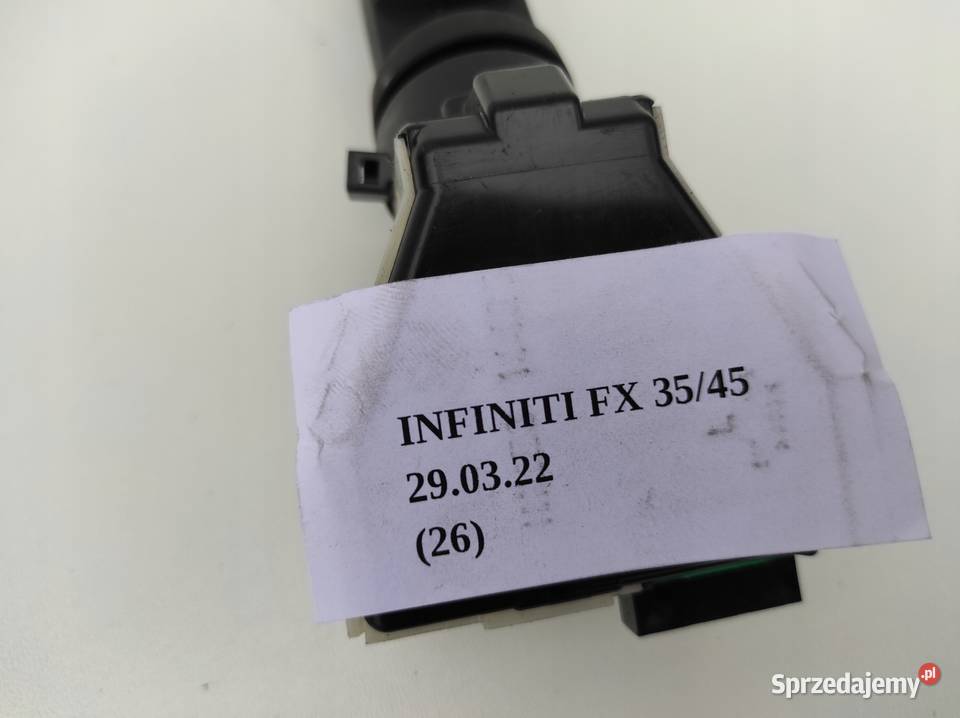 INFINITI FX 35/45
29.03.22
(26)
Sprzedajemy.pl